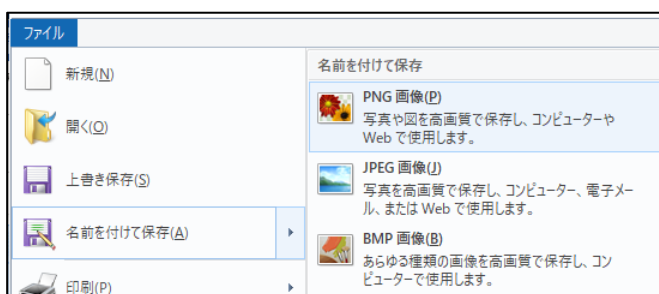 ファイル
新規(N)
開く(O)
上書き保存(S)
名前を付けて保存(A)
印刷(P)
名前を付けて保存
PNG 画像(P)
写真や図を高画質で保存し、コンピューターや
Web で使用します。
JPEG 画像(J)
写真を高画質で保存し、コンピューター、電子メー
ル、または Web で使用します。
BMP 画像(B)
あらゆる種類の画像を高画質で保存し、コン
ピューターで使用します。